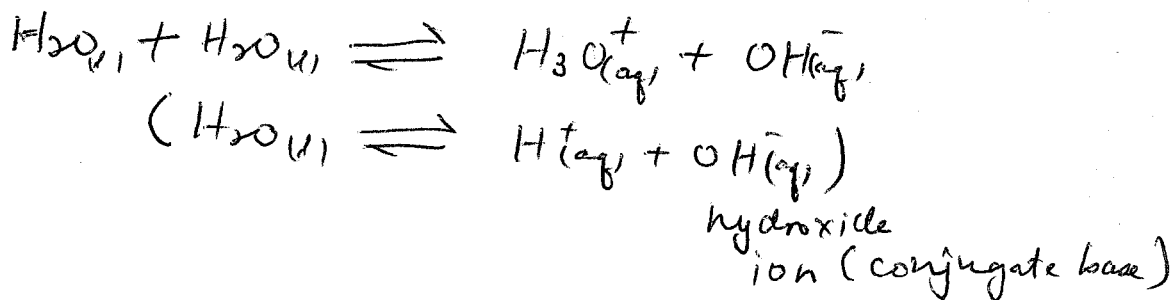 H₂O(l) + H₂O(l) ⇌ H₃O⁺(aq) + OH⁻(aq)
(H₂O(l) ⇌ H⁺(aq) + OH⁻(aq))
hydroxide
ion (conjugate base)